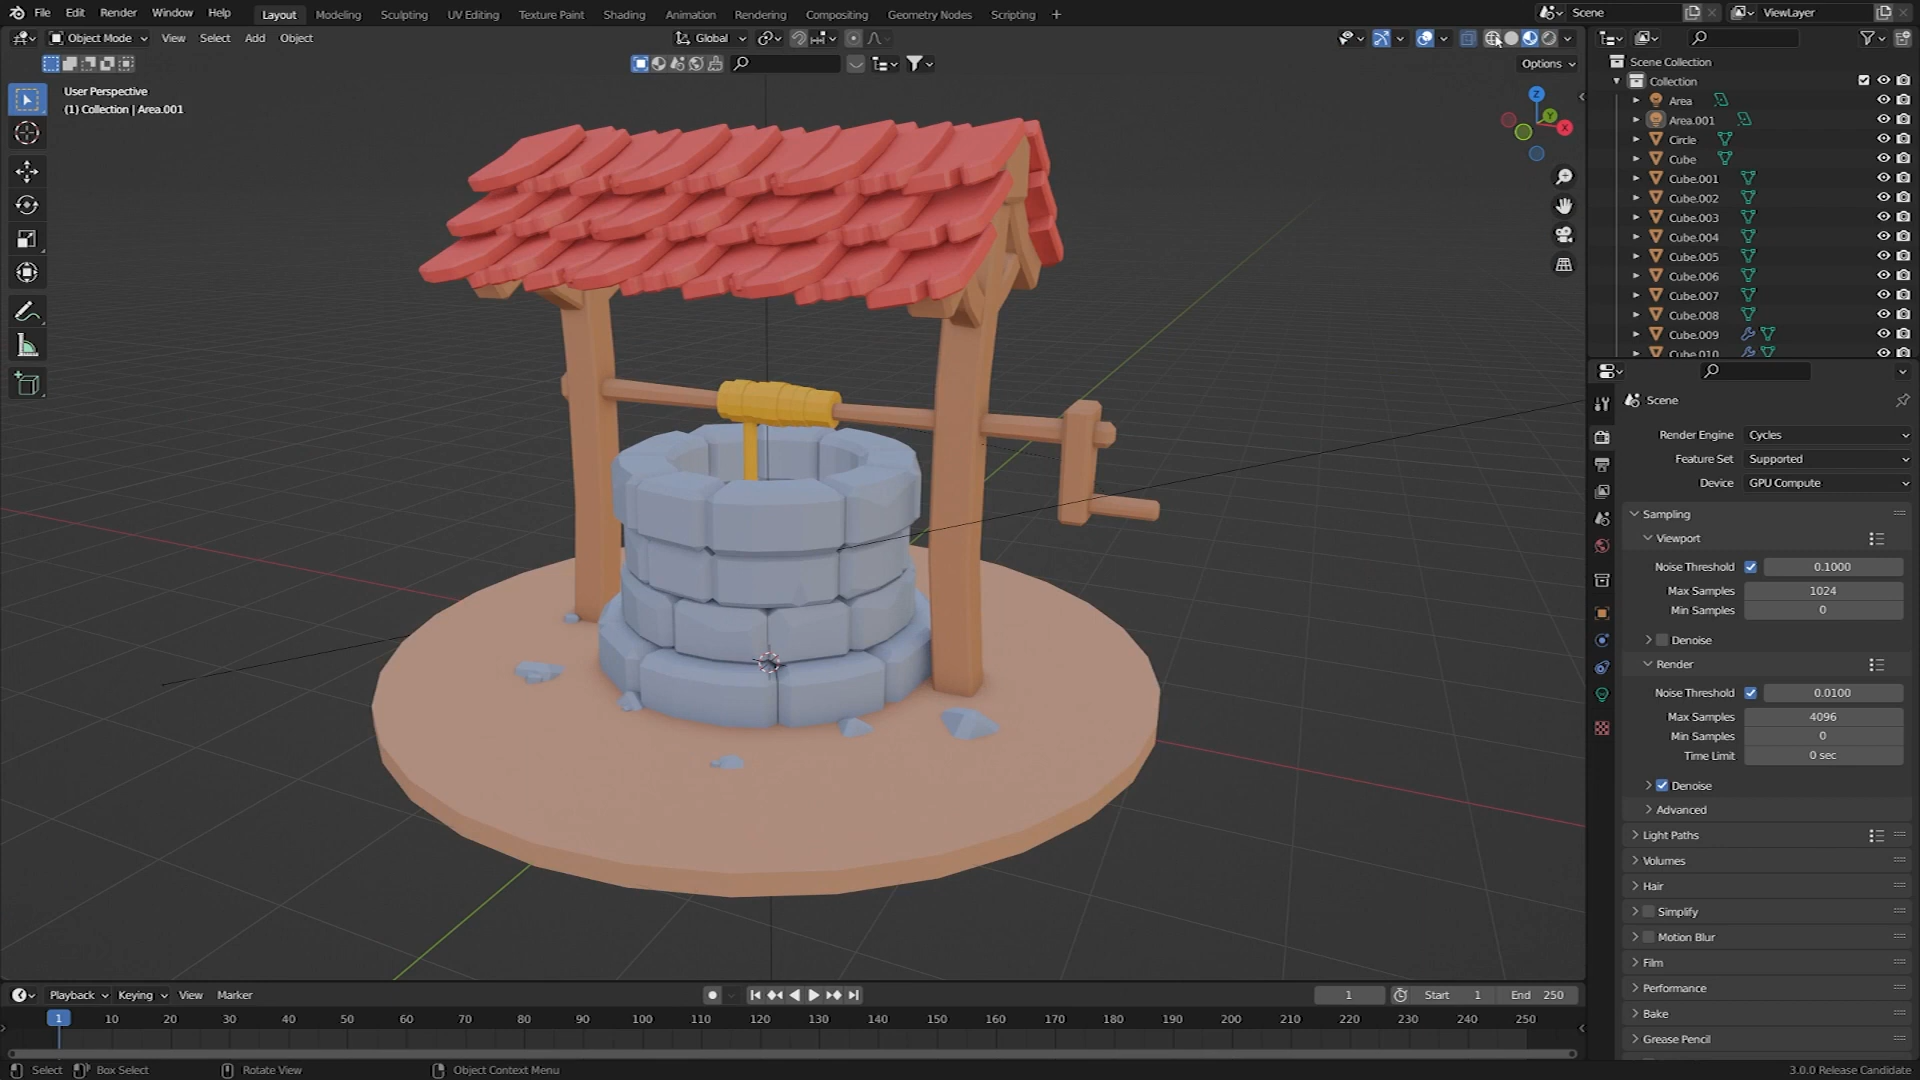 File Edit Render Window Help Layout Modeling Sculpting UV Editing Texture Paint Shading Animation Rendering Compositing Geometry Nodes Scripting + Scene ViewLayer
Object Mode View Select Add Object Global
Options
User Perspective
(1) Collection | Area.001
Z
Y
X
Scene Collection
Collection
Area
Area.001
Circle
Cube
Cube.001
Cube.002
Cube.003
Cube.004
Cube.005
Cube.006
Cube.007
Cube.008
Cube.009
Cube.010
Scene
Render Engine Cycles
Feature Set Supported
Device GPU Compute
Sampling
Viewport
Noise Threshold 0.1000
Max Samples 1024
Min Samples 0
Denoise
Render
Noise Threshold 0.0100
Max Samples 4096
Min Samples 0
Time Limit 0 sec
Denoise
Advanced
Light Paths
Volumes
Hair
Simplify
Motion Blur
Film
Performance
Bake
Grease Pencil
Playback Keying View Marker 1 Start 1 End 250
1 10 20 30 40 50 60 70 80 90 100 110 120 130 140 150 160 170 180 190 200 210 220 230 240 250
Select Box Select Rotate View Object Context Menu 3.0.0 Release Candidate